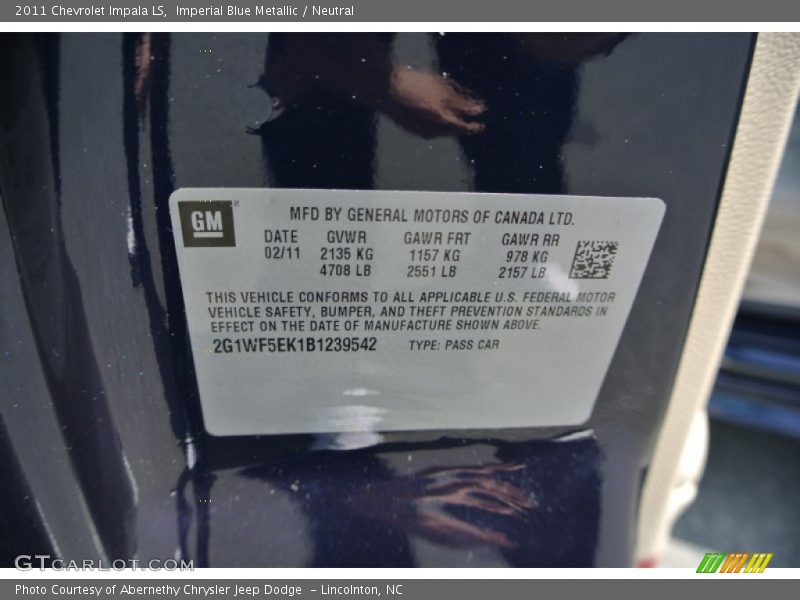 2011 Chevrolet Impala LS, Imperial Blue Metallic / Neutral
GM
MFD BY GENERAL MOTORS OF CANADA LTD.
DATE GVWR GAWR FRT GAWR RR
02/11 2135 KG 1157 KG 978 KG
4708 LB 2551 LB 2157 LB
THIS VEHICLE CONFORMS TO ALL APPLICABLE U.S. FEDERAL MOTOR
VEHICLE SAFETY, BUMPER, AND THEFT PREVENTION STANDARDS IN
EFFECT ON THE DATE OF MANUFACTURE SHOWN ABOVE.
2G1WF5EK1B1239542 TYPE: PASS CAR
GTCARLOT.COM
Photo Courtesy of Abernethy Chrysler Jeep Dodge - Lincolnton, NC